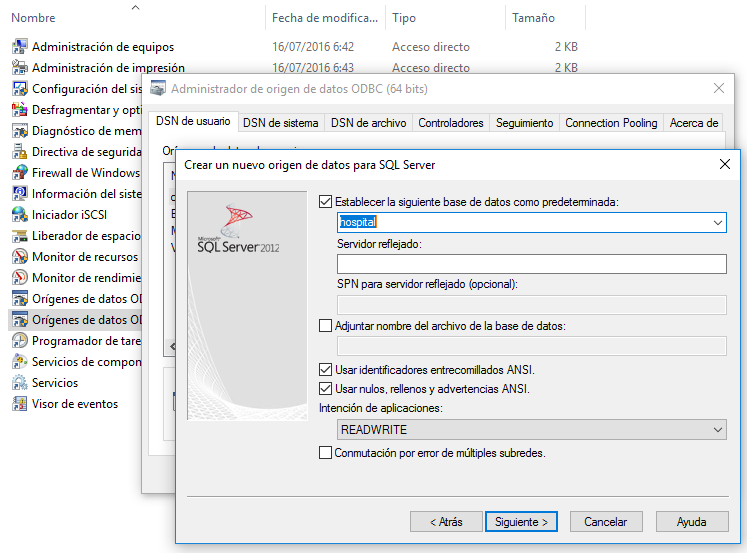 Nombre Fecha de modifica... Tipo Tamaño
Administración de equipos 16/07/2016 6:42 Acceso directo 2 KB
Administración de impresión 16/07/2016 6:43 Acceso directo 2 KB
Configuración del sis
Desfragmentar y opti
Diagnóstico de mem
Directiva de segurida
Firewall de Windows
Información del siste
Iniciador iSCSI
Liberador de espacio
Monitor de recursos
Monitor de rendimie
Orígenes de datos OD
Orígenes de datos OD
Programador de tare
Servicios de compon
Servicios
Visor de eventos
Administrador de origen de datos ODBC (64 bits)
DSN de usuario DSN de sistema DSN de archivo Controladores Seguimiento Connection Pooling Acerca de
Crear un nuevo origen de datos para SQL Server
Microsoft
SQL Server 2012
Establecer la siguiente base de datos como predeterminada:
hospital
Servidor reflejado:
SPN para servidor reflejado (opcional):
Adjuntar nombre del archivo de la base de datos:
Usar identificadores entrecomillados ANSI.
Usar nulos, rellenos y advertencias ANSI.
Intención de aplicaciones:
READWRITE
Conmutación por error de múltiples subredes.
< Atrás Siguiente > Cancelar Ayuda